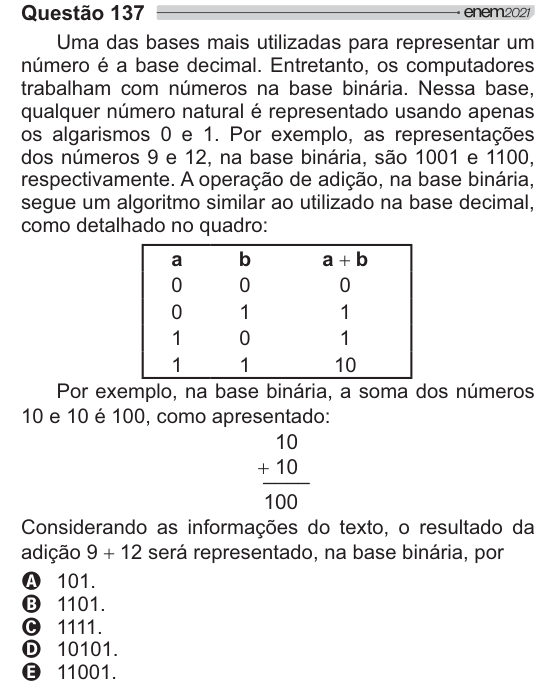 Questão 137 enem2021
Uma das bases mais utilizadas para representar um
número é a base decimal. Entretanto, os computadores
trabalham com números na base binária. Nessa base,
qualquer número natural é representado usando apenas
os algarismos 0 e 1. Por exemplo, as representações
dos números 9 e 12, na base binária, são 1001 e 1100,
respectivamente. A operação de adição, na base binária,
segue um algoritmo similar ao utilizado na base decimal,
como detalhado no quadro:
a b a + b
0 0 0
0 1 1
1 0 1
1 1 10
Por exemplo, na base binária, a soma dos números
10 e 10 é 100, como apresentado:
10
+ 10
100
Considerando as informações do texto, o resultado da
adição 9 + 12 será representado, na base binária, por
A 101.
B 1101.
C 1111.
D 10101.
E 11001.